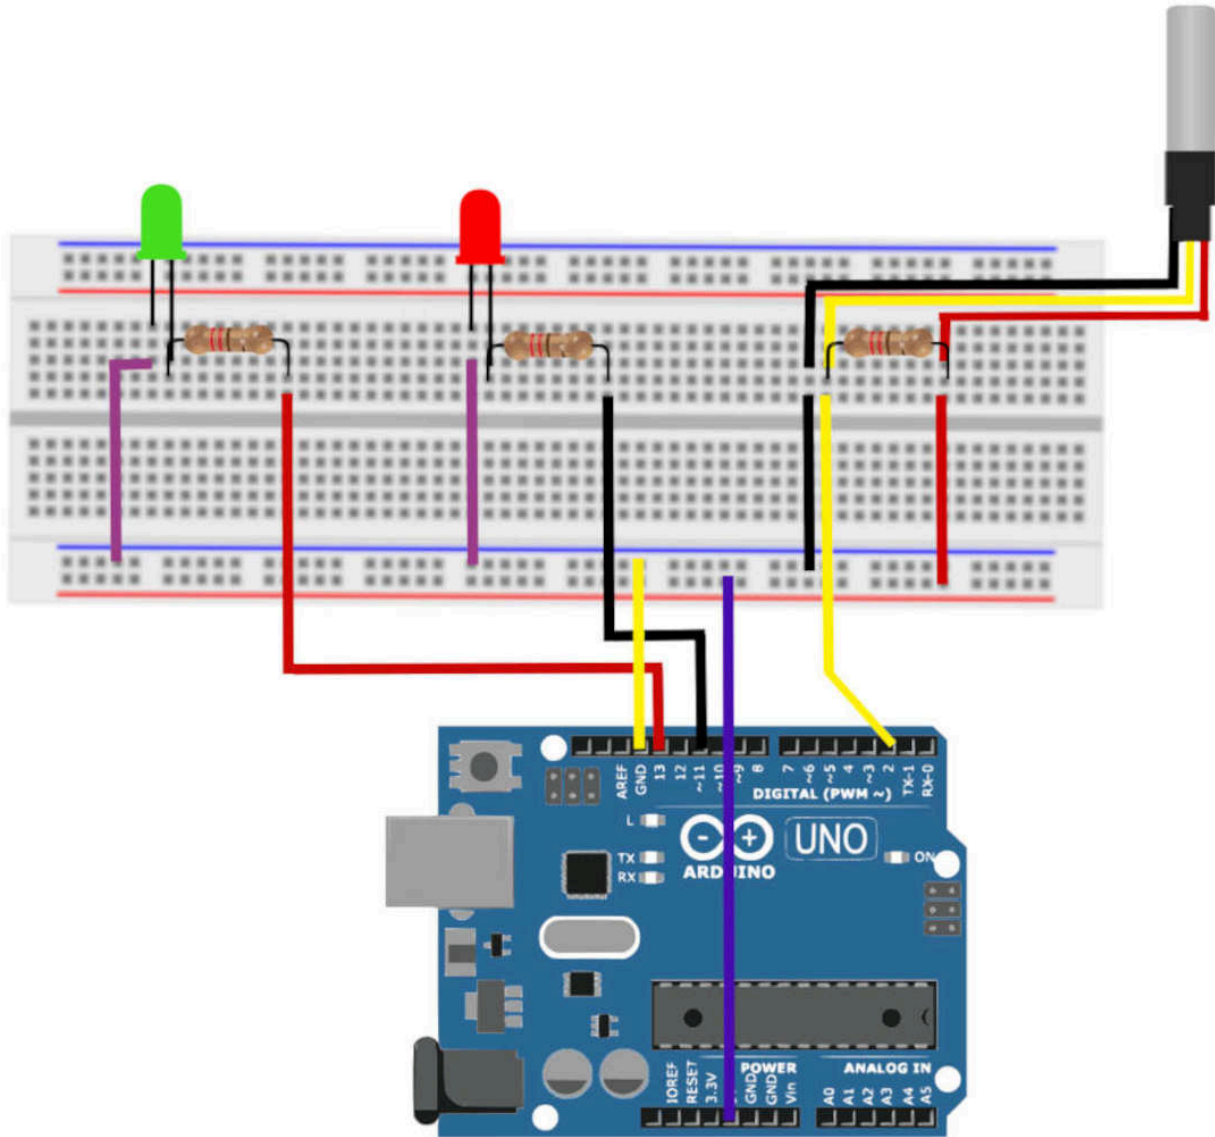 AREF
GND
13
12
~11
~10
~9
8
7
~6
~5
4
~3
2
TX-1
RX-0
DIGITAL (PWM ~)
L
TX
RX
- +
UNO
ON
ARDUINO
POWER
ANALOG IN
IOREF
RESET
3.3V
GND
GND
Vin
A0
A1
A2
A3
A4
A5